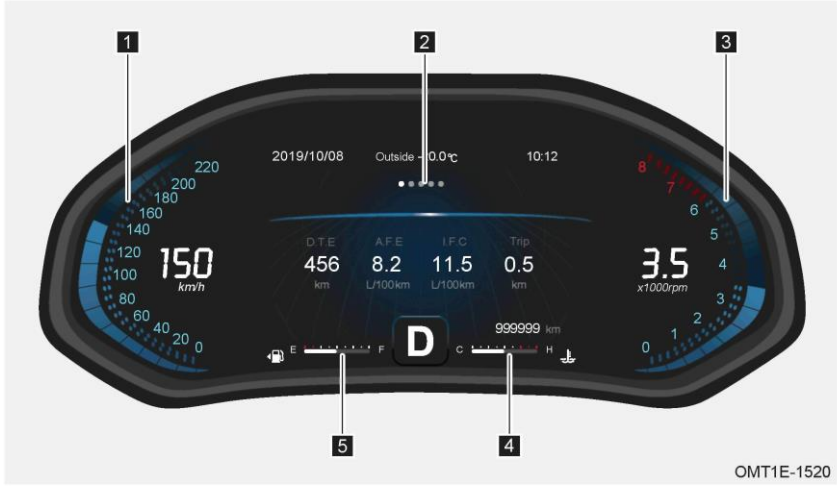 1
2
3
2019/10/08 Outside - 0.0℃ 10:12
220
200
180
160
140
120
100
80
60
40
20
0
150
km/h
D.T.E A.F.E I.F.C Trip
456 8.2 11.5 0.5
km L/100km L/100km km
8
7
6
5
4
3
2
1
0
3.5
x1000rpm
999999 km
E F
D
C H
5
4
OMT1E-1520